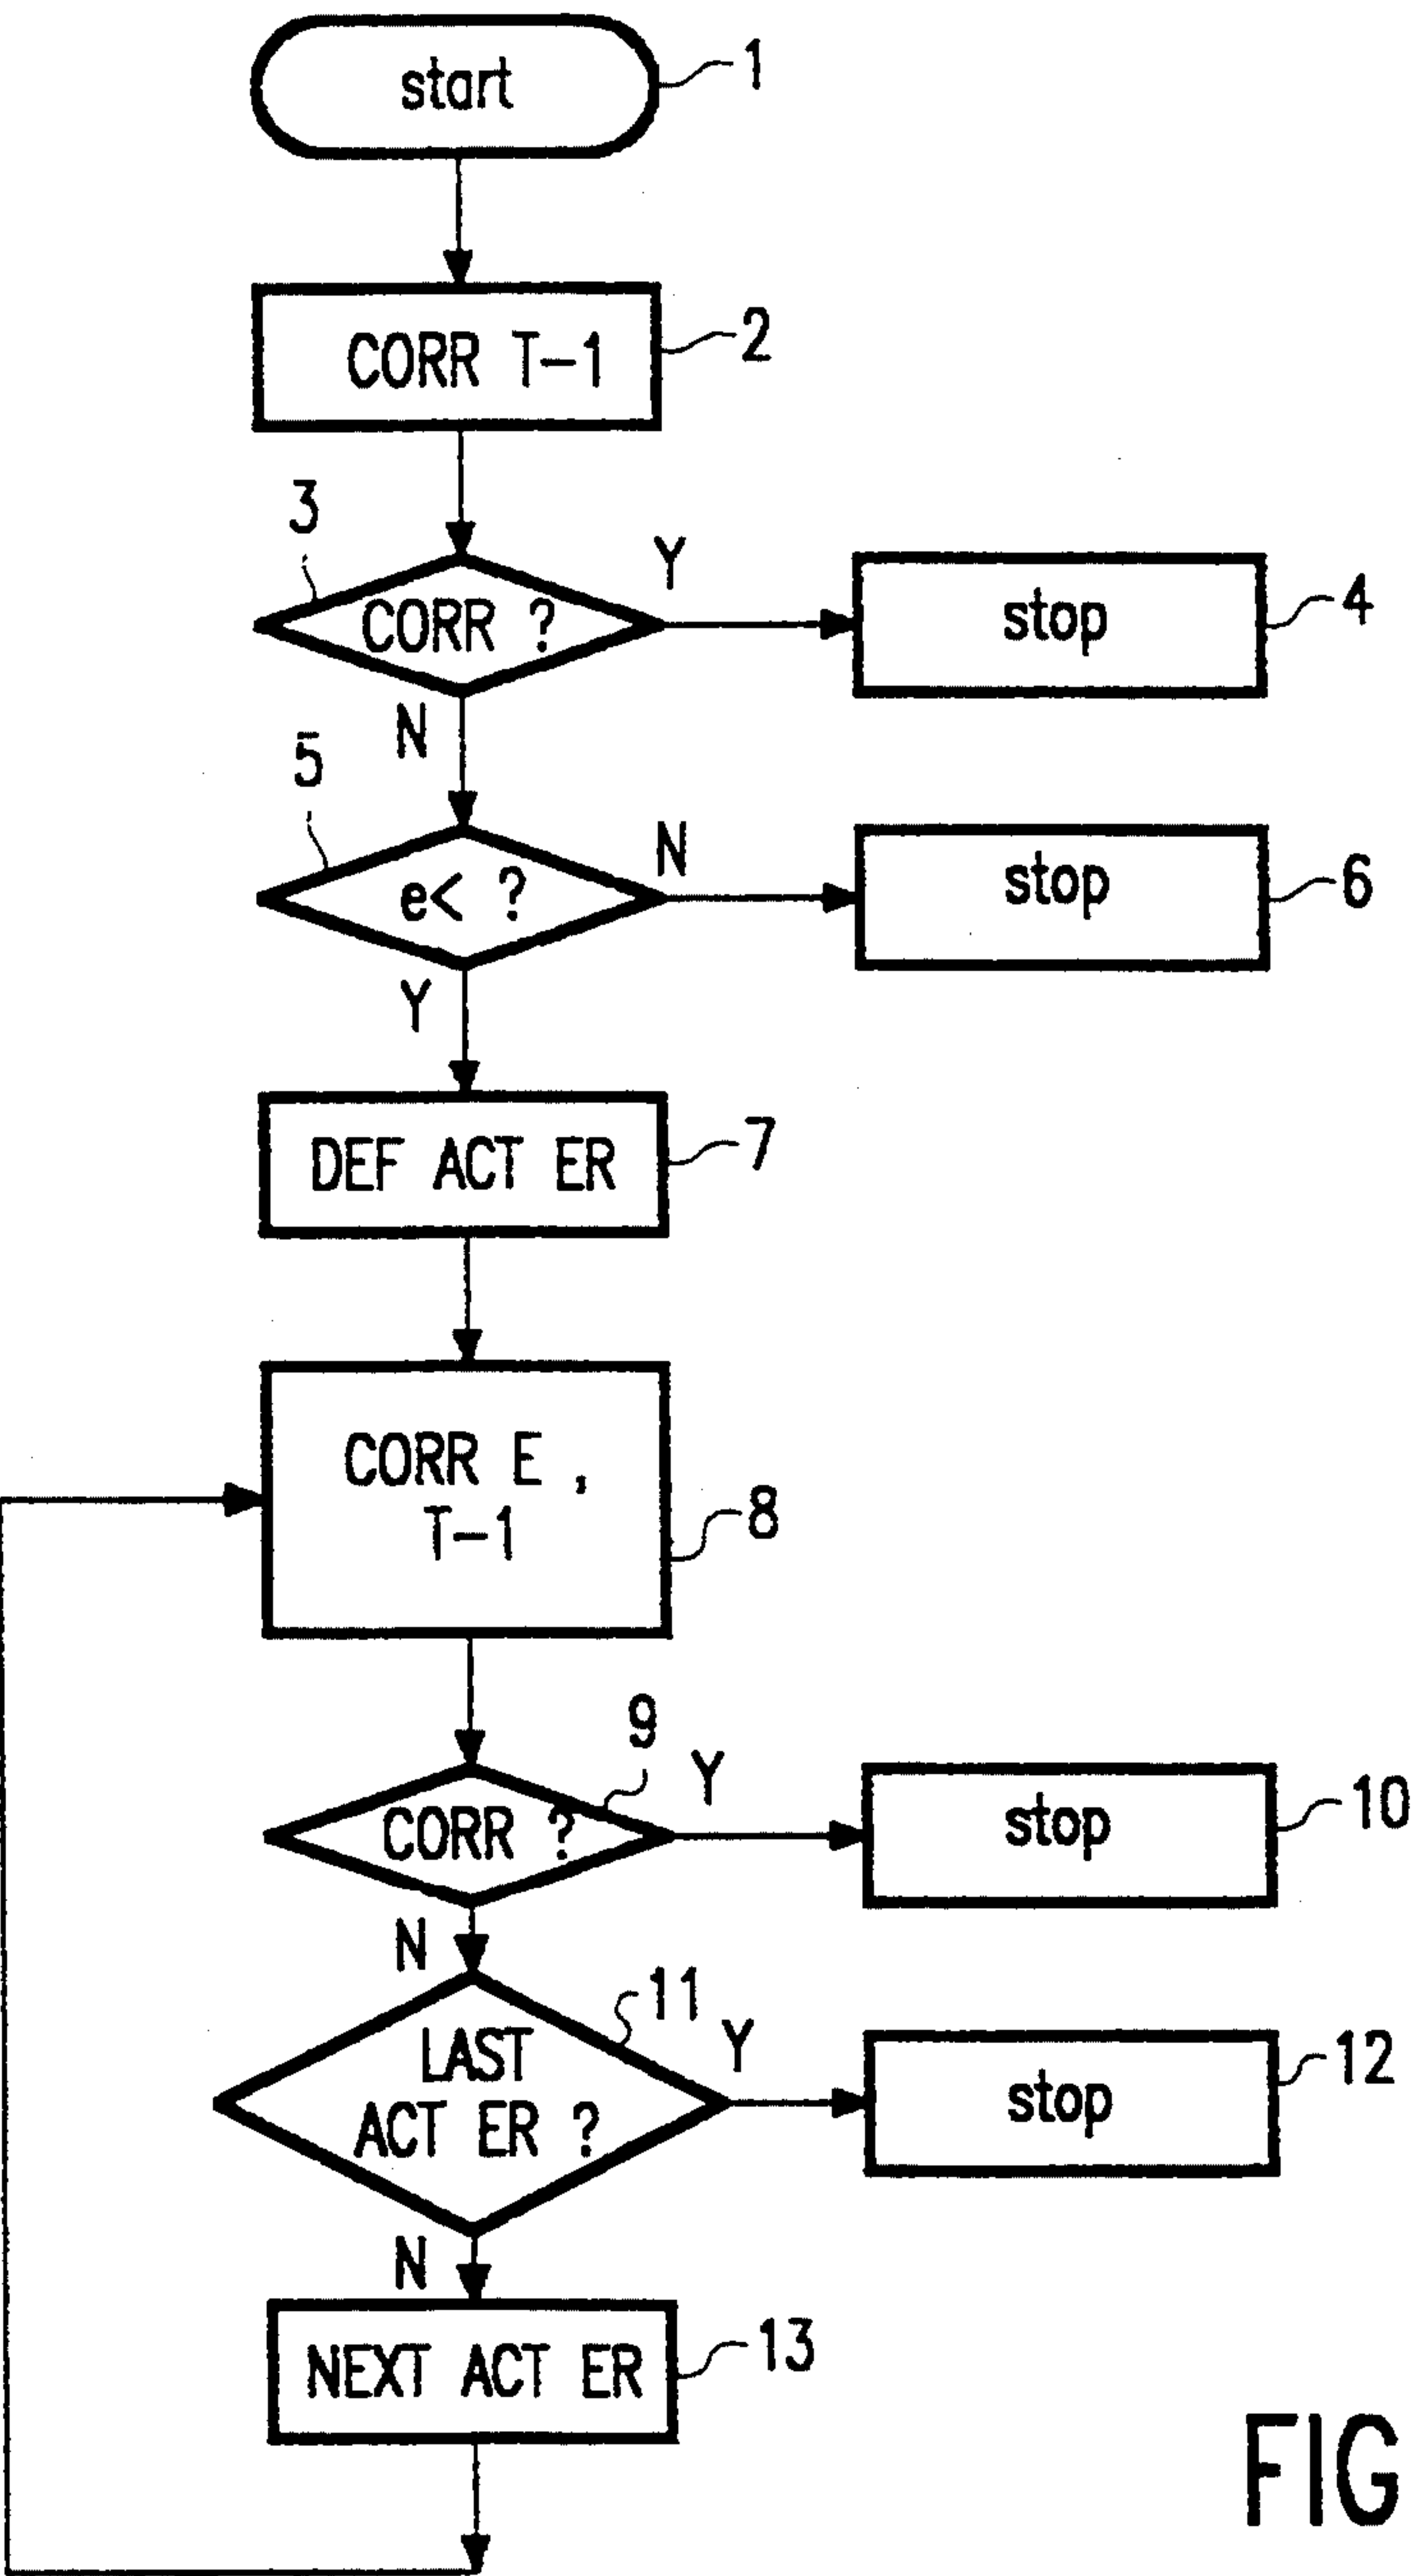 start
1
CORR T-1
2
3
CORR ?
Y
stop
4
N
5
e< ?
N
stop
6
Y
DEF ACT ER
7
CORR E ,
T-1
8
9
CORR ?
Y
stop
10
N
11
LAST
ACT ER ?
Y
stop
12
N
NEXT ACT ER
13
FIG